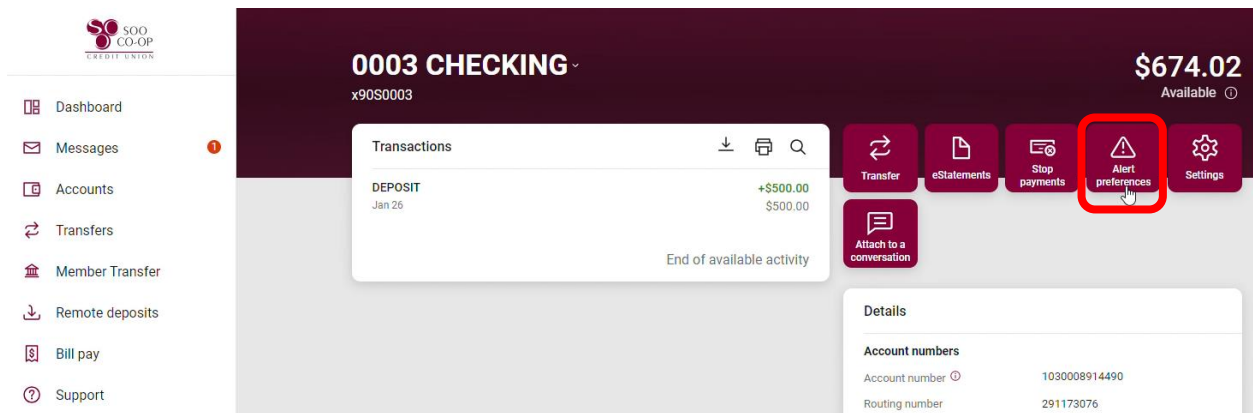 SOO
CO-OP
CREDIT UNION
Dashboard
Messages
1
Accounts
Transfers
Member Transfer
Remote deposits
Bill pay
Support
0003 CHECKING
x90S0003
$674.02
Available
Transactions
DEPOSIT
+$500.00
Jan 26
$500.00
End of available activity
Transfer
eStatements
Stop
payments
Alert
preferences
Settings
Attach to a
conversation
Details
Account numbers
Account number
1030008914490
Routing number
291173076